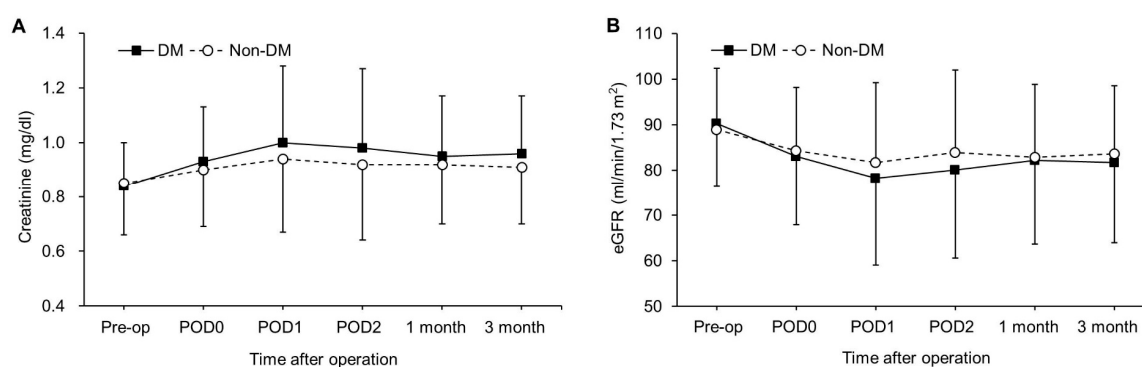 A
DM Non-DM
Creatinine (mg/dl)
1.4
1.2
1.0
0.8
0.6
0.4
Pre-op POD0 POD1 POD2 1 month 3 month
Time after operation
B
DM Non-DM
eGFR (ml/min/1.73 m²)
110
100
90
80
70
60
50
Pre-op POD0 POD1 POD2 1 month 3 month
Time after operation